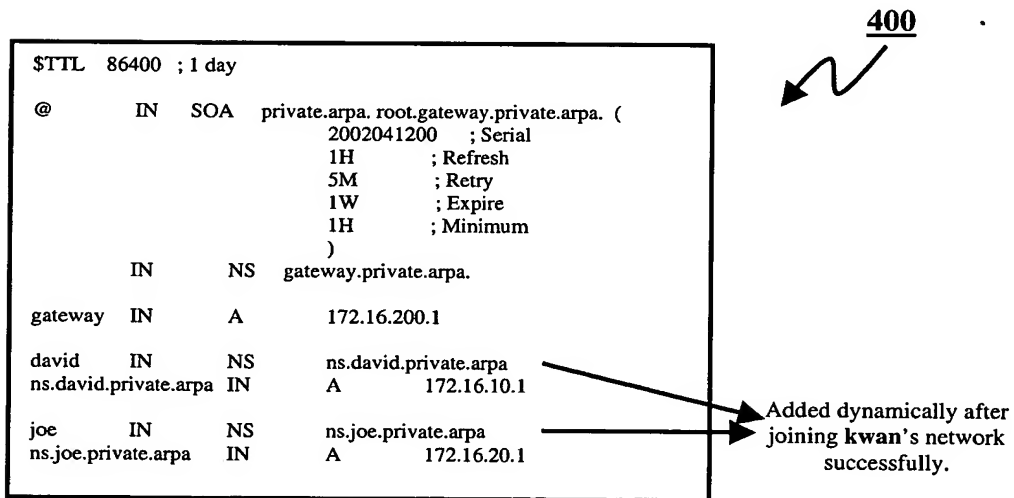 400
$TTL 86400 ; 1 day
@ IN SOA private.arpa. root.gateway.private.arpa. (
2002041200 ; Serial
1H ; Refresh
5M ; Retry
1W ; Expire
1H ; Minimum
)
IN NS gateway.private.arpa.
gateway IN A 172.16.200.1
david IN NS ns.david.private.arpa
ns.david.private.arpa IN A 172.16.10.1
joe IN NS ns.joe.private.arpa
ns.joe.private.arpa IN A 172.16.20.1
Added dynamically after
joining kwan's network
successfully.